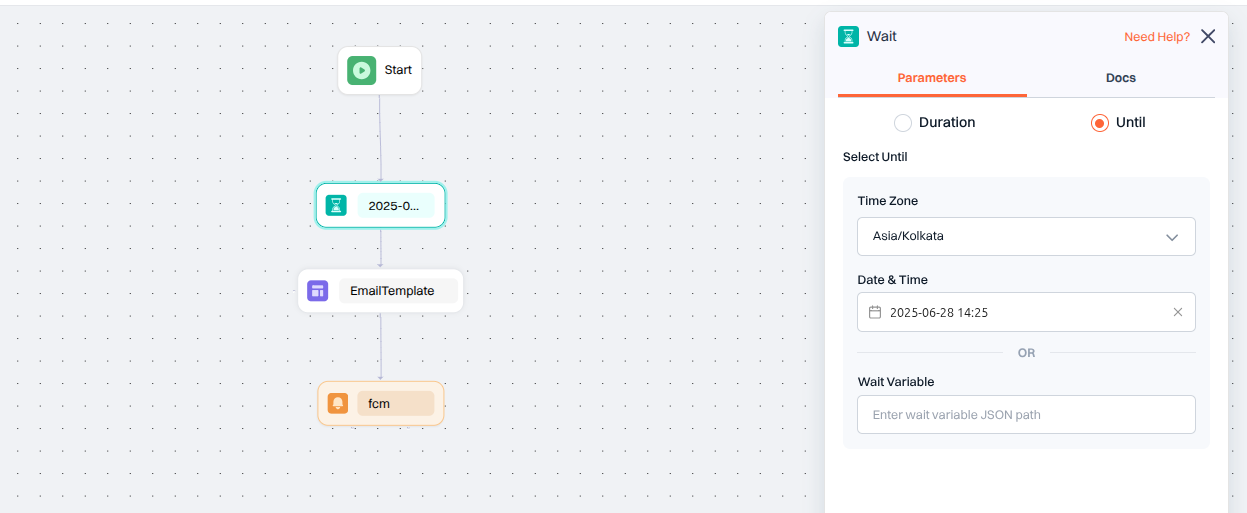 Start
2025-0...
EmailTemplate
fcm
Wait
Need Help?
Parameters Docs
Duration Until
Select Until
Time Zone
Asia/Kolkata
Date & Time
2025-06-28 14:25
OR
Wait Variable
Enter wait variable JSON path